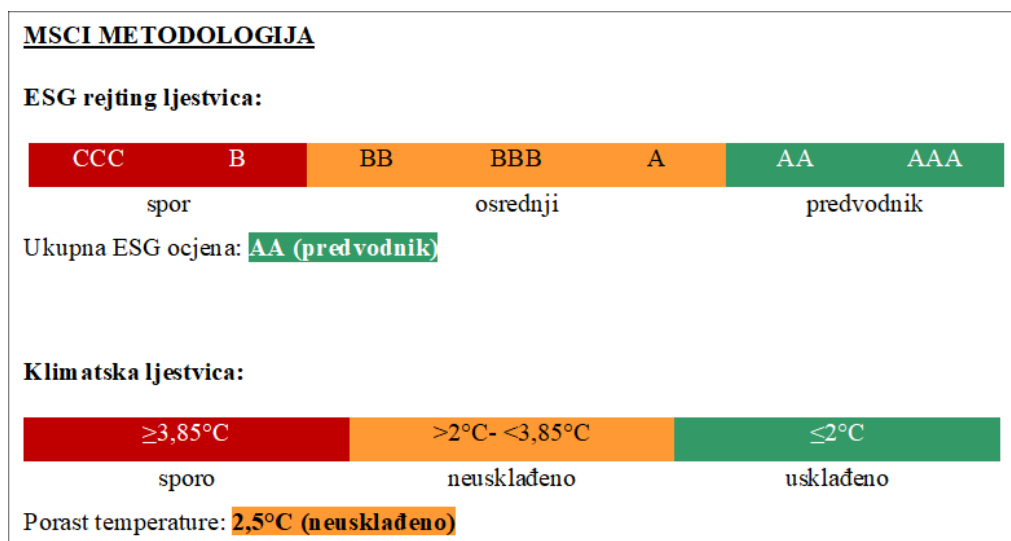 MSCI METODOLOGIJA
ESG rejting ljestvica:
CCC B BB BBB A AA AAA
spor osrednji predvodnik
Ukupna ESG ocjena: AA (predvodnik)
Klimatska ljestvica:
≥3,85°C >2°C- <3,85°C ≤2°C
sporo neusklađeno usklađeno
Porast temperature: 2,5°C (neusklađeno)